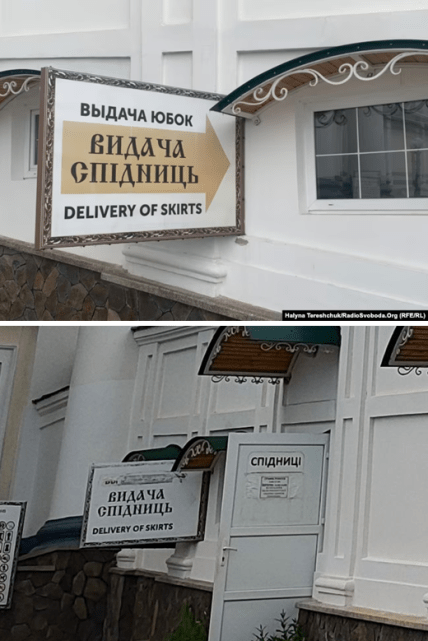 ВЫДАЧА ЮБОК
ВИДАЧА
СПІДНИЦЬ
DELIVERY OF SKIRTS
Halyna Tereshchuk/RadioSvoboda.Org (RFE/RL)
СПІДНИЦІ
ВИДАЧА
СПІДНИЦЬ
DELIVERY OF SKIRTS